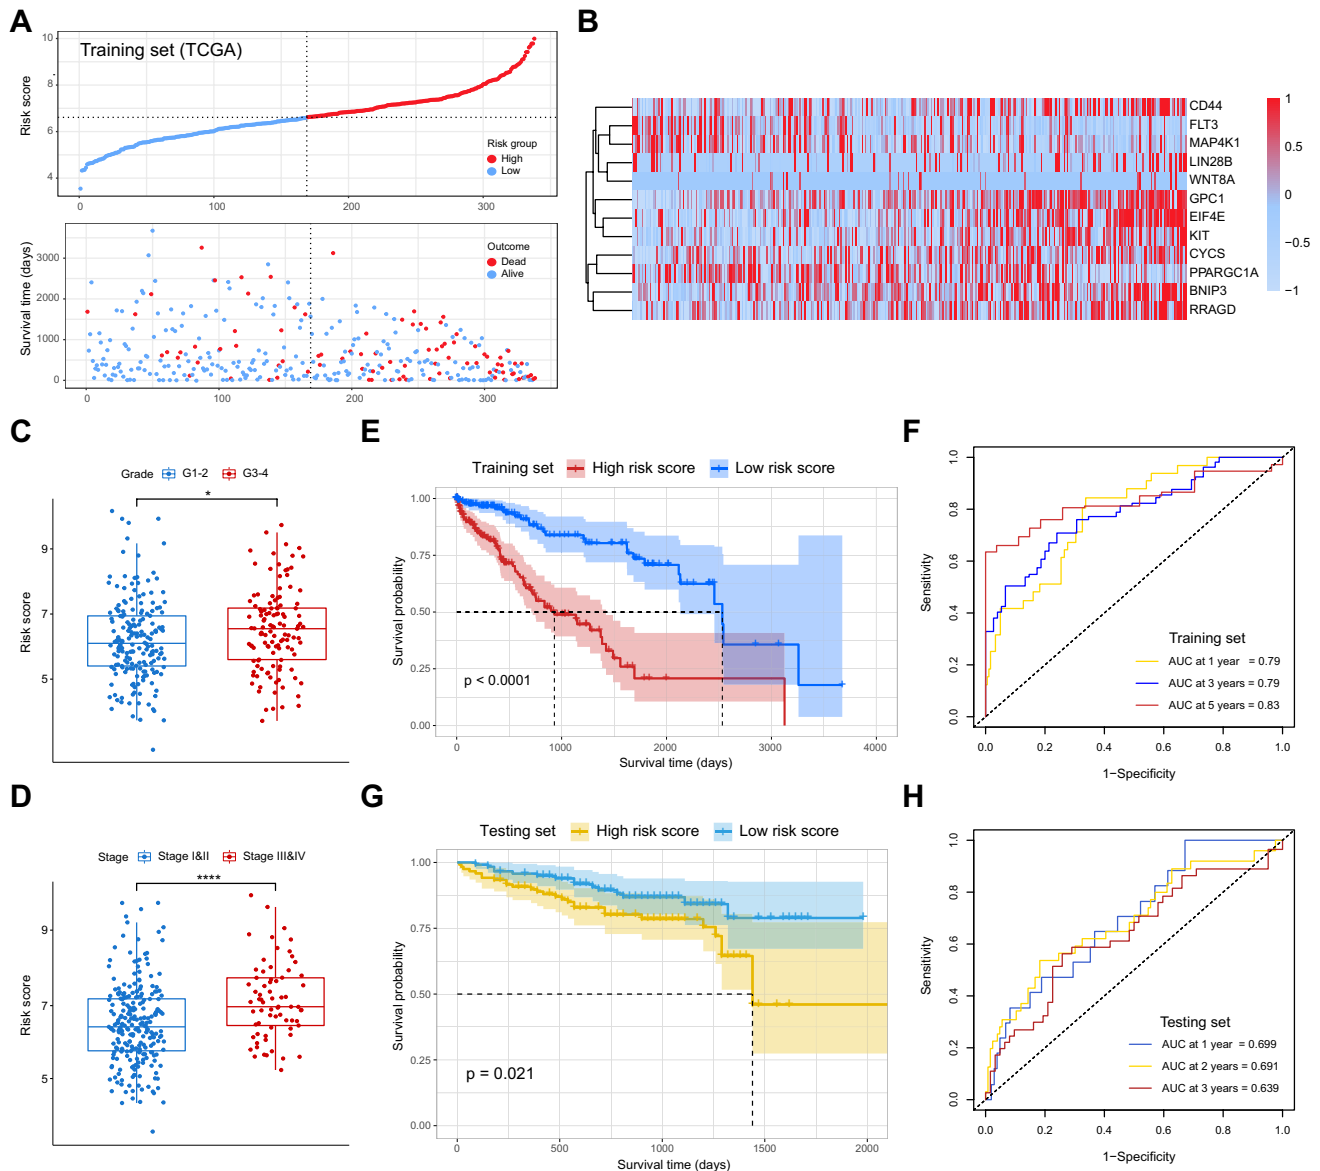 A
Training set (TCGA)
Risk score
10
8
6
4
Risk group
High
Low
0
100
200
300
Survival time (days)
3000
2000
1000
0
Outcome
Dead
Alive
0
100
200
300
B
CD44
FLT3
MAP4K1
LIN28B
WNT8A
GPC1
EIF4E
KIT
CYCS
PPARGC1A
BNIP3
RRAGD
1
0.5
0
−0.5
−1
C
Grade G1-2 G3-4
*
Risk score
9
7
5
D
Stage Stage I&II Stage III&IV
****
Risk score
9
7
5
E
Training set High risk score Low risk score
Survival probability
1.00
0.75
0.50
0.25
0.00
p < 0.0001
0
1000
2000
3000
4000
Survival time (days)
F
Sensitivity
1.0
0.8
0.6
0.4
0.2
0.0
Training set
AUC at 1 year = 0.79
AUC at 3 years = 0.79
AUC at 5 years = 0.83
0.0
0.2
0.4
0.6
0.8
1.0
1−Specificity
G
Testing set High risk score Low risk score
Survival probability
1.00
0.75
0.50
0.25
0.00
p = 0.021
0
500
1000
1500
2000
Survival time (days)
H
Sensitivity
1.0
0.8
0.6
0.4
0.2
0.0
Testing set
AUC at 1 year = 0.699
AUC at 2 years = 0.691
AUC at 3 years = 0.639
0.0
0.2
0.4
0.6
0.8
1.0
1−Specificity